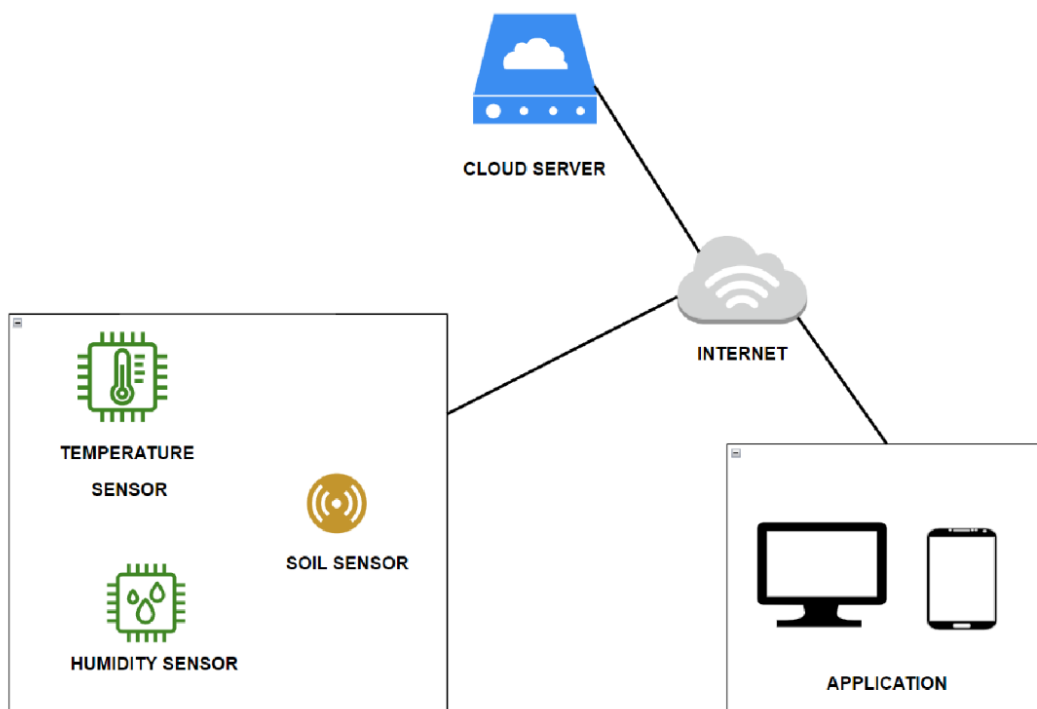 CLOUD SERVER
INTERNET
TEMPERATURE
SENSOR
SOIL SENSOR
HUMIDITY SENSOR
APPLICATION